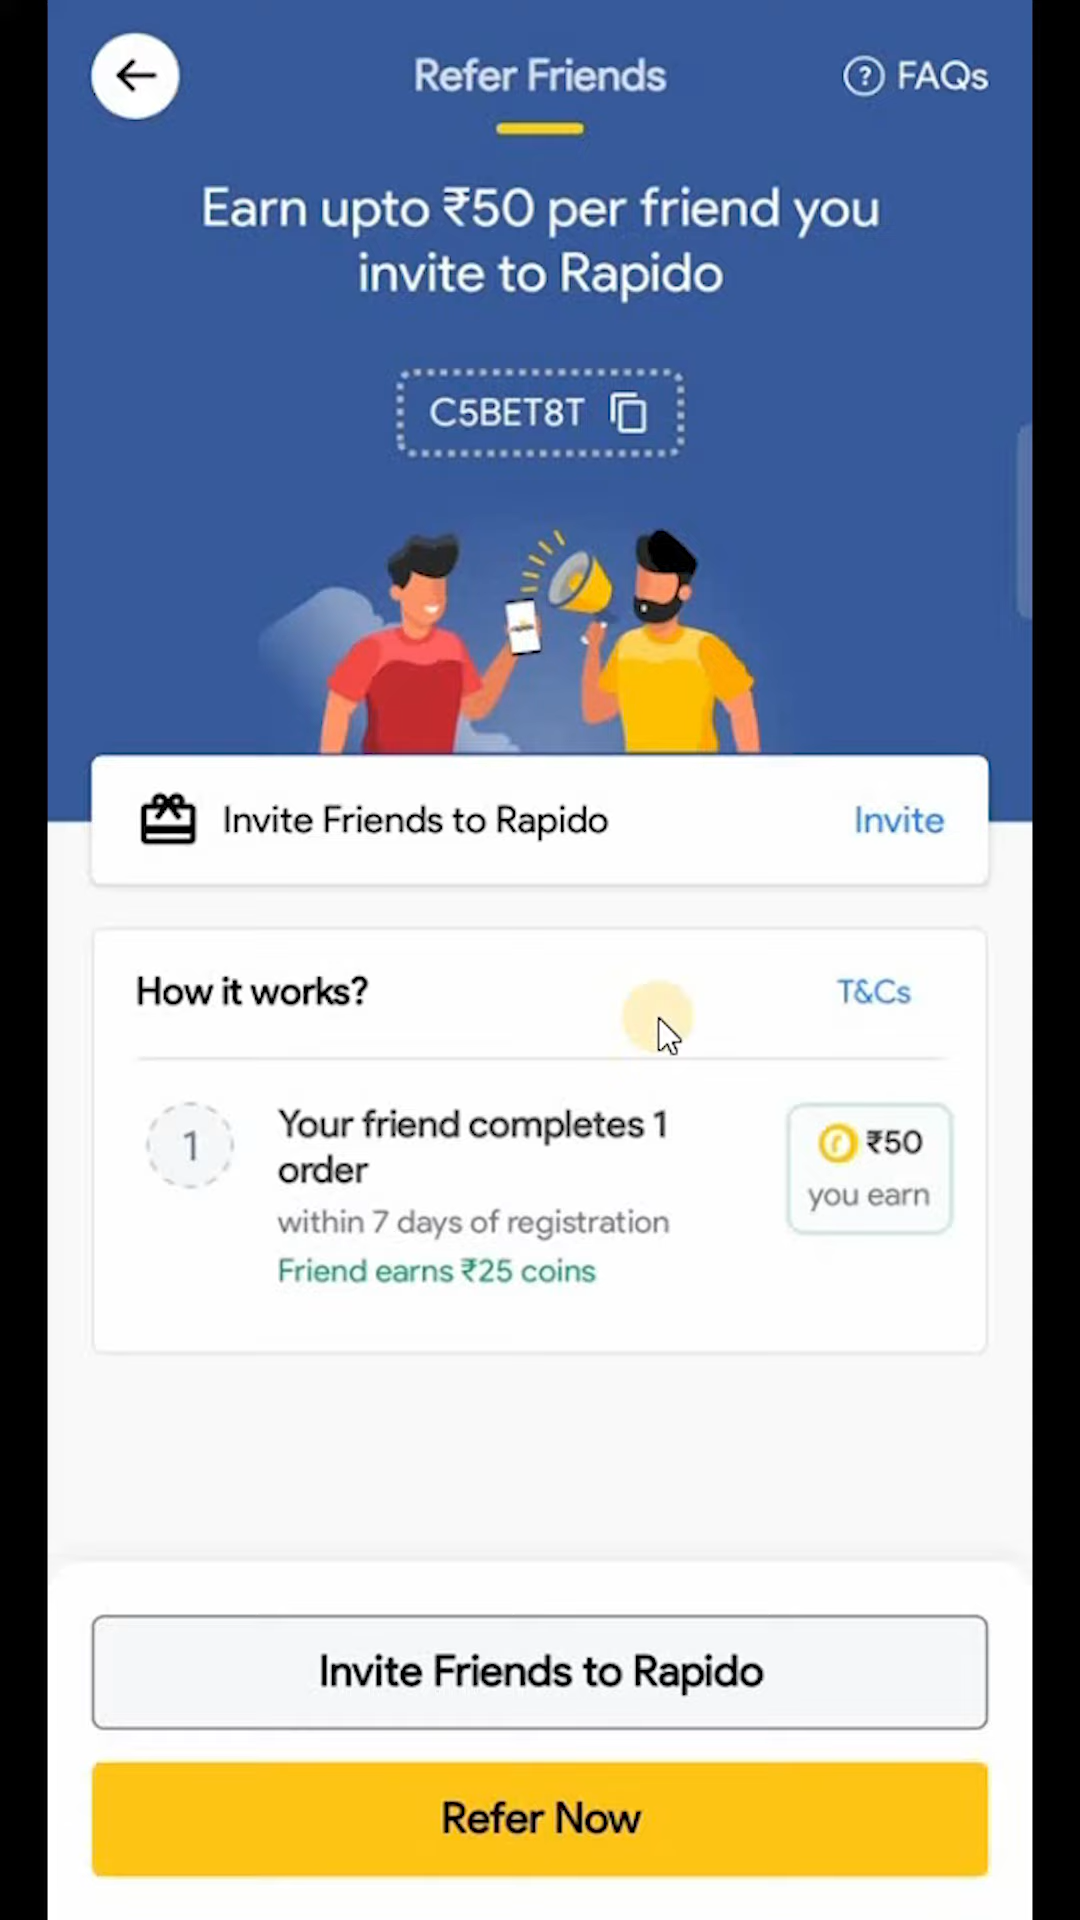 Refer Friends
? FAQs
Earn upto ₹50 per friend you
invite to Rapido
C5BET8T
Invite Friends to Rapido
Invite
How it works?
T&Cs
1
Your friend completes 1
order
within 7 days of registration
Friend earns ₹25 coins
₹50
you earn
Invite Friends to Rapido
Refer Now